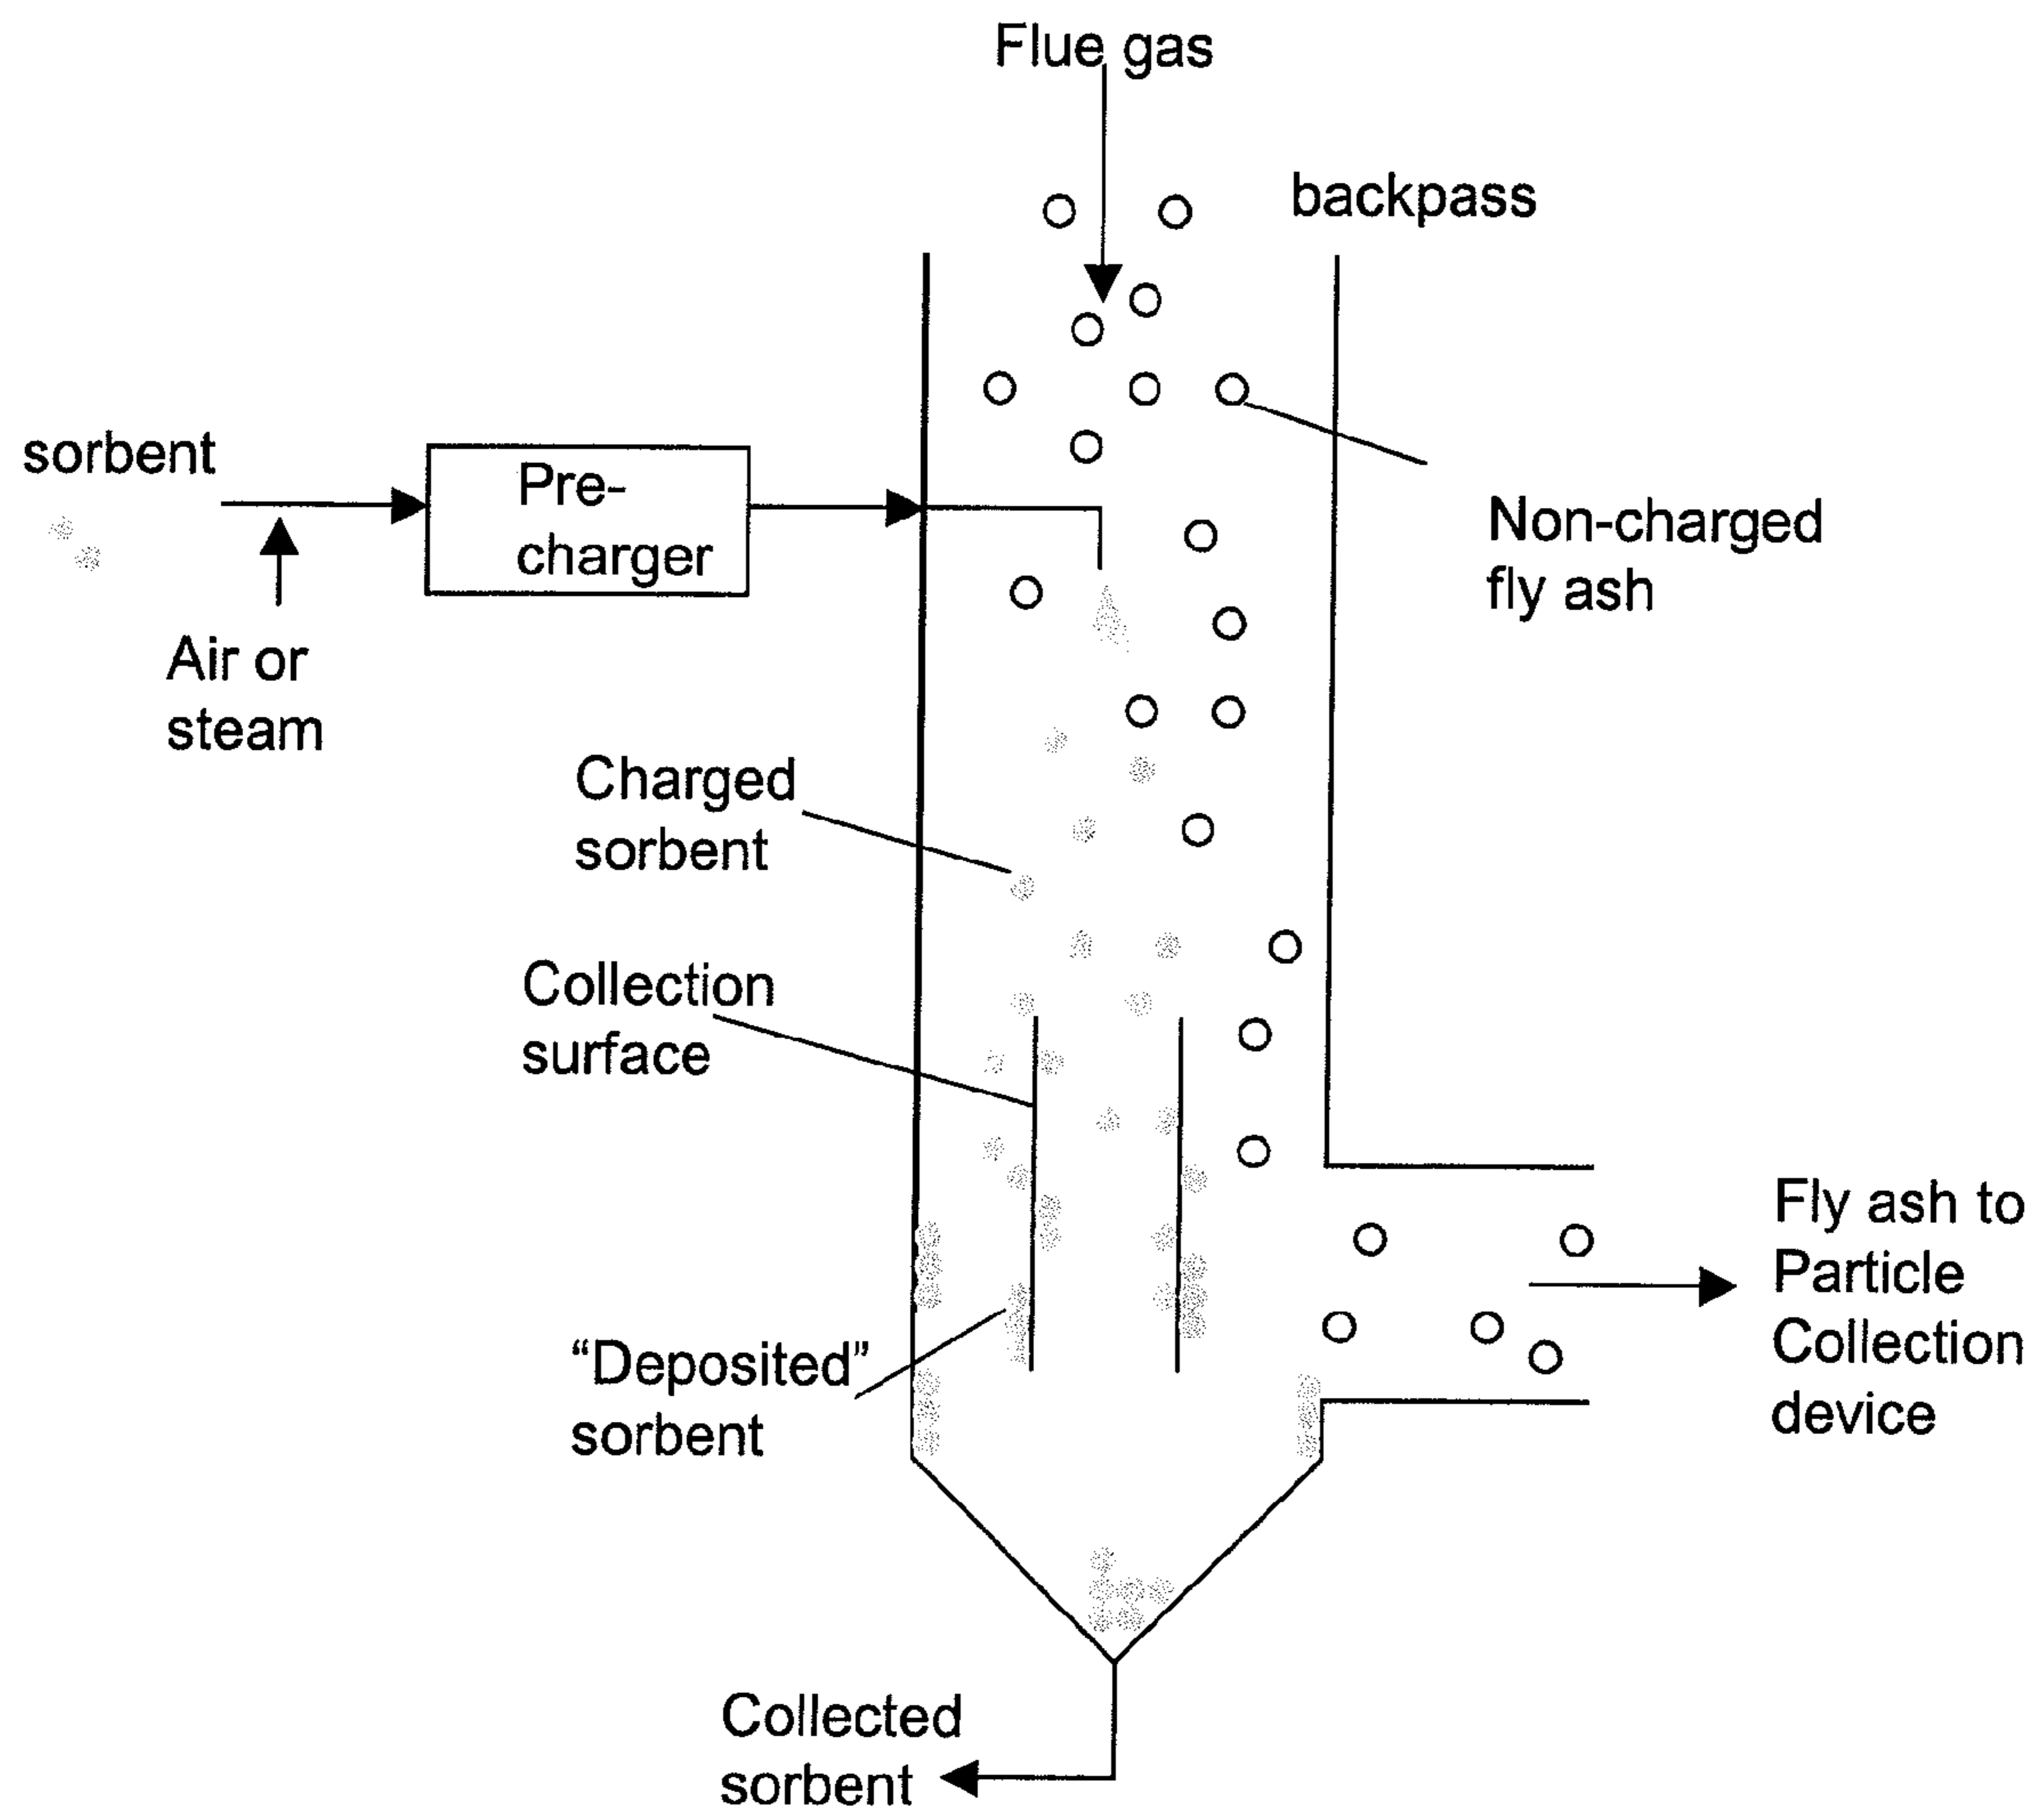 Flue gas
backpass
sorbent
Pre-
charger
Non-charged
fly ash
Air or
steam
Charged
sorbent
Collection
surface
Fly ash to
Particle
Collection
device
“Deposited”
sorbent
Collected
sorbent